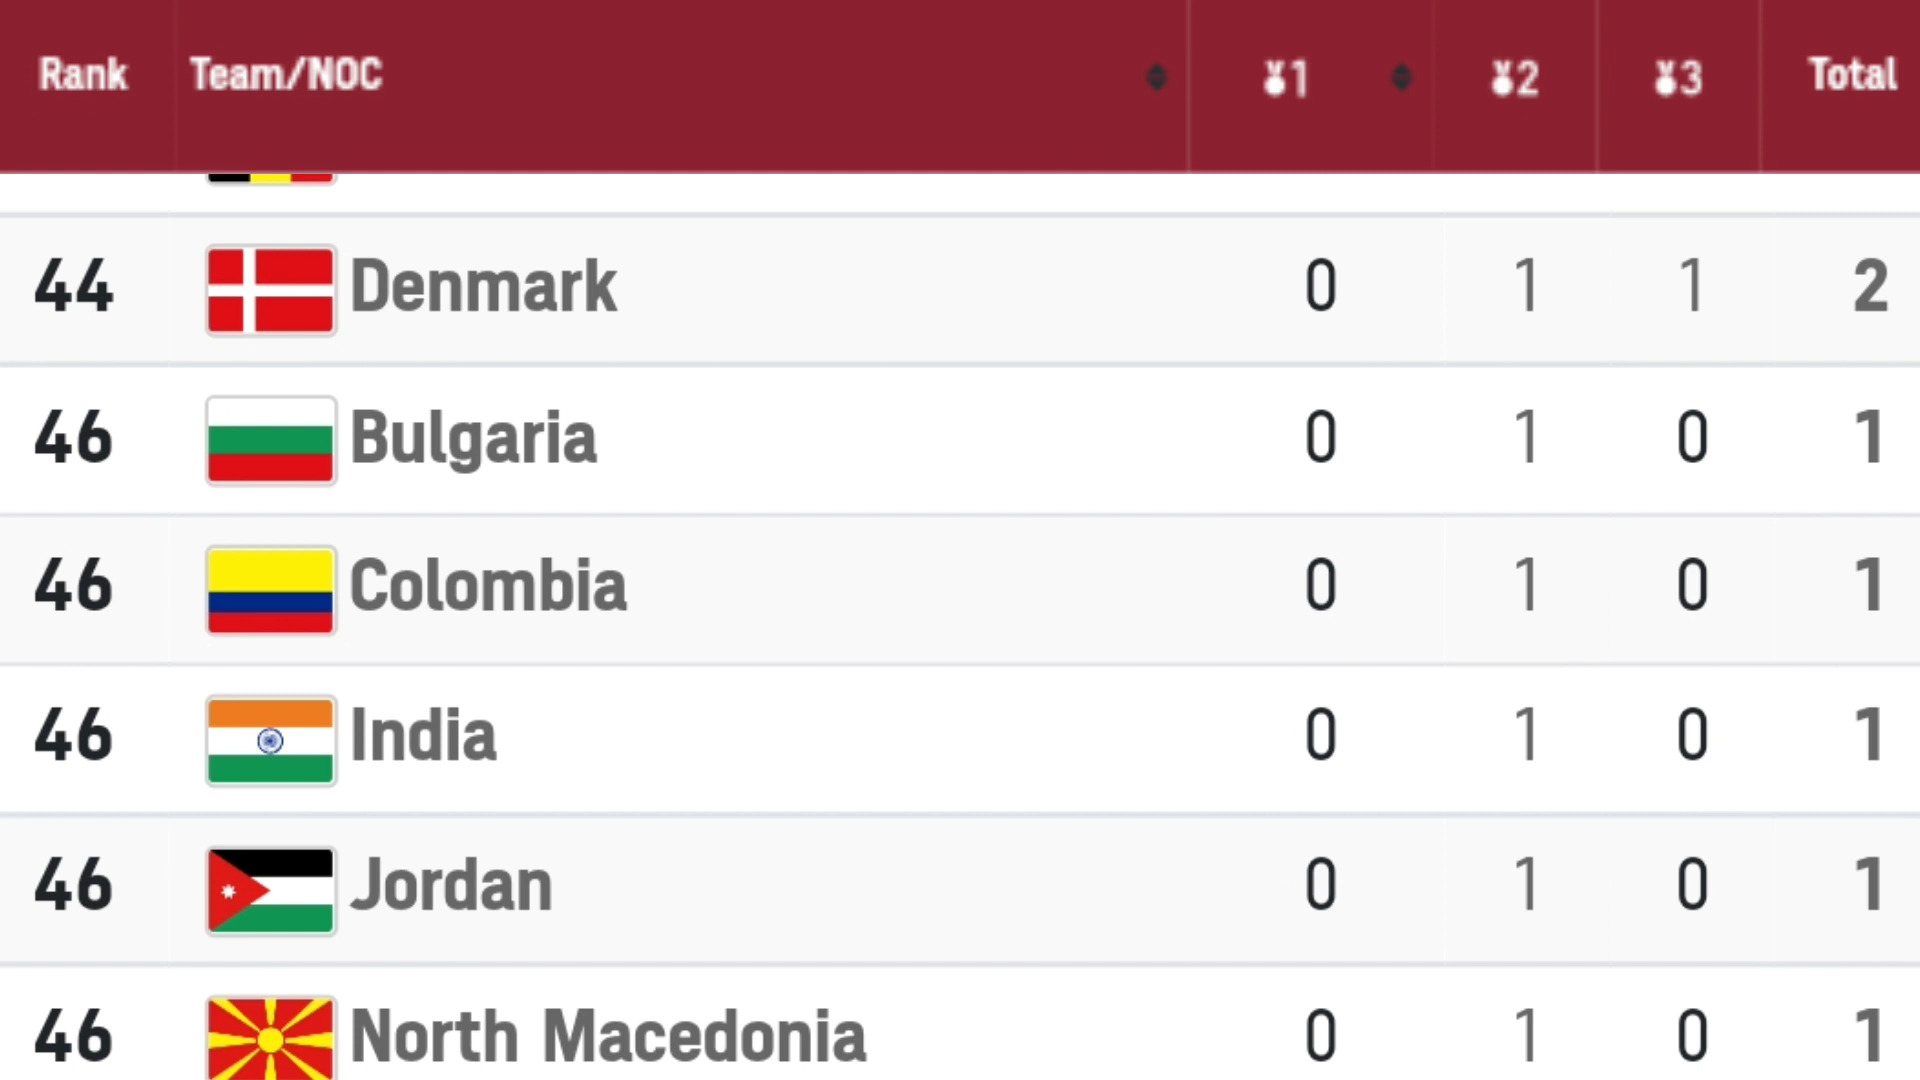 Rank Team/NOC 1 2 3 Total
44 Denmark 0 1 1 2
46 Bulgaria 0 1 0 1
46 Colombia 0 1 0 1
46 India 0 1 0 1
46 Jordan 0 1 0 1
46 North Macedonia 0 1 0 1